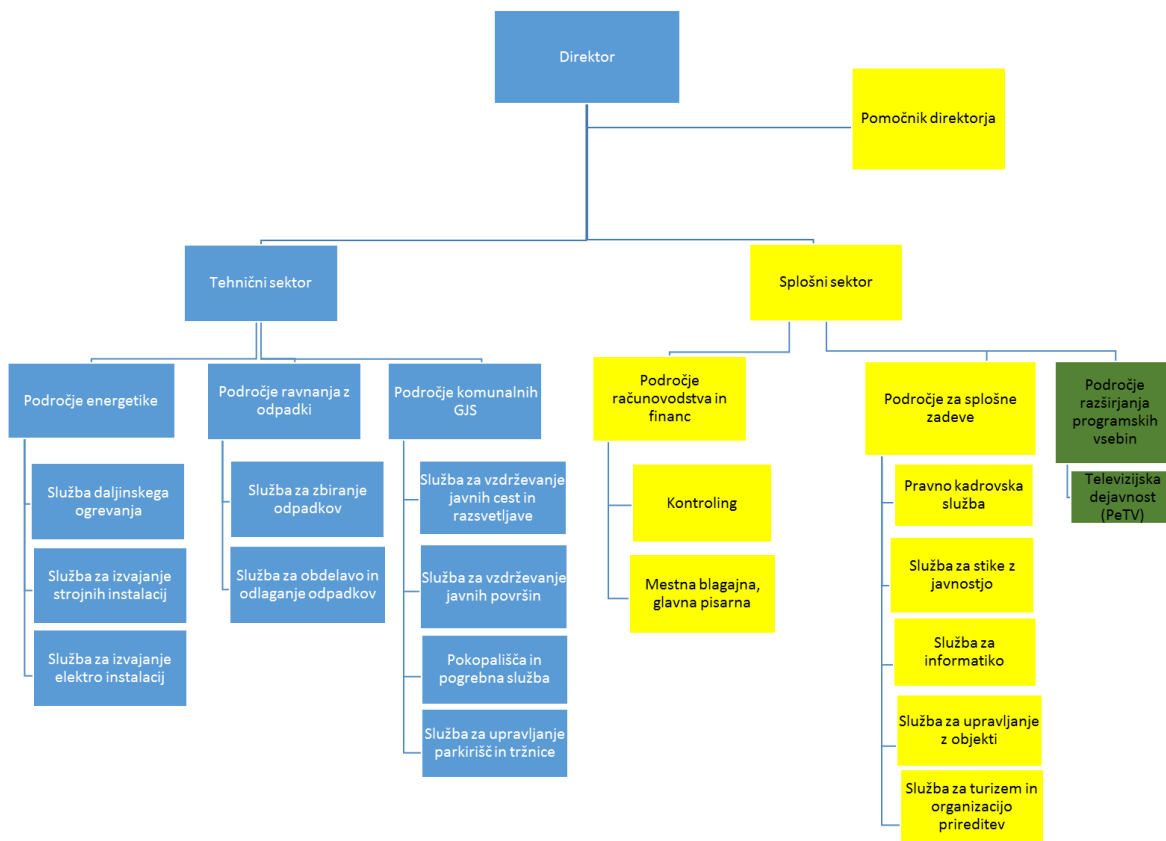 Direktor
Pomočnik direktorja
Tehnični sektor
Splošni sektor
Področje energetike
Področje ravnanja z
odpadki
Področje komunalnih
GJS
Področje
računovodstva in
financ
Področje za splošne
zadeve
Področje
razširjanja
programskih
vsebin
Služba daljinskega
ogrevanja
Služba za izvajanje
strojnih instalacij
Služba za izvajanje
elektro instalacij
Služba za zbiranje
odpadkov
Služba za obdelavo in
odlaganje odpadkov
Služba za vzdrževanje
javnih cest in
razsvetljave
Služba za vzdrževanje
javnih površin
Pokopališča in
pogrebna služba
Služba za upravljanje
parkirišč in tržnice
Kontroling
Mestna blagajna,
glavna pisarna
Pravno kadrovska
služba
Služba za stike z
javnostjo
Služba za
informatiko
Služba za upravljanje
z objekti
Služba za turizem in
organizacijo
prireditev
Televizijska
dejavnost
(PeTV)